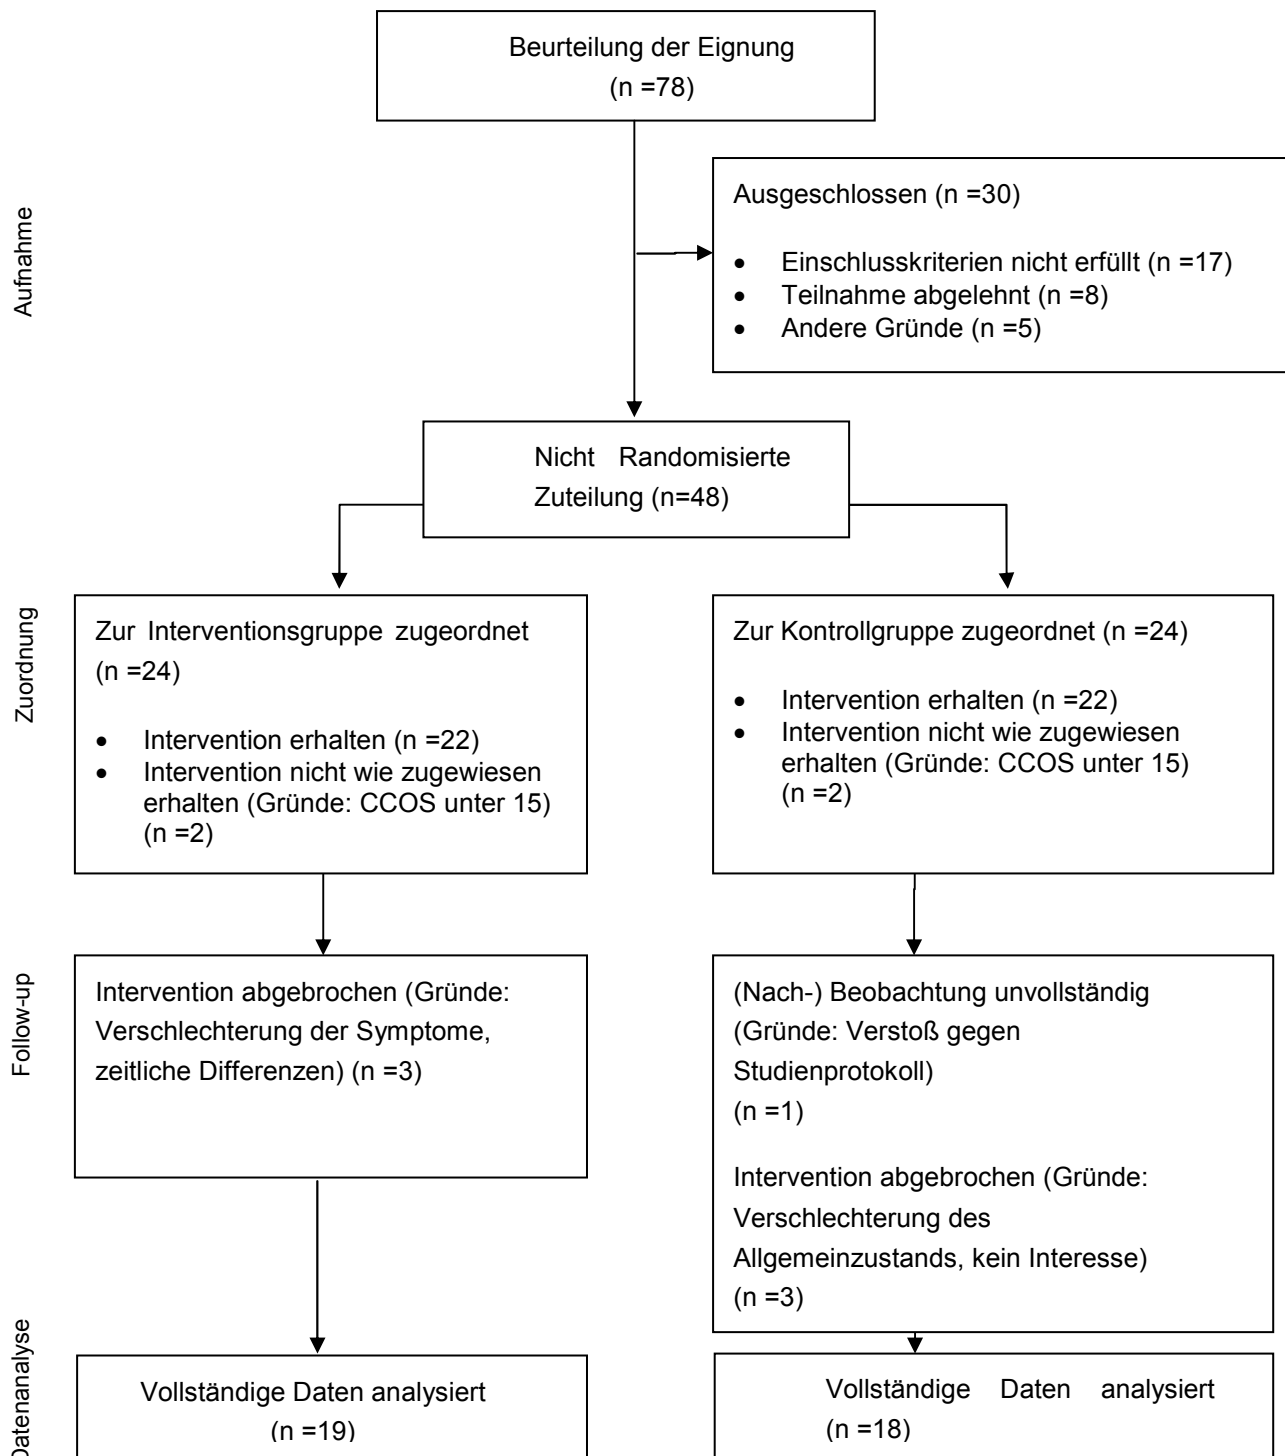 Beurteilung der Eignung
(n =78)
Aufnahme
Ausgeschlossen (n =30)
• Einschlusskriterien nicht erfüllt (n =17)
• Teilnahme abgelehnt (n =8)
• Andere Gründe (n =5)
Nicht Randomisierte
Zuteilung (n=48)
Zuordnung
Zur Interventionsgruppe zugeordnet
(n =24)
• Intervention erhalten (n =22)
• Intervention nicht wie zugewiesen
erhalten (Gründe: CCOS unter 15)
(n =2)
Zur Kontrollgruppe zugeordnet (n =24)
• Intervention erhalten (n =22)
• Intervention nicht wie zugewiesen
erhalten (Gründe: CCOS unter 15)
(n =2)
Follow-up
Intervention abgebrochen (Gründe:
Verschlechterung der Symptome,
zeitliche Differenzen) (n =3)
(Nach-) Beobachtung unvollständig
(Gründe: Verstoß gegen
Studienprotokoll)
(n =1)
Intervention abgebrochen (Gründe:
Verschlechterung des
Allgemeinzustands, kein Interesse)
(n =3)
Datenanalyse
Vollständige Daten analysiert
(n =19)
Vollständige Daten analysiert
(n =18)